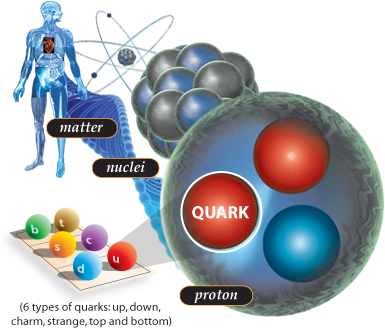 matter
nuclei
QUARK
b
t
s
c
d
u
proton
(6 types of quarks: up, down,
charm, strange, top and bottom)